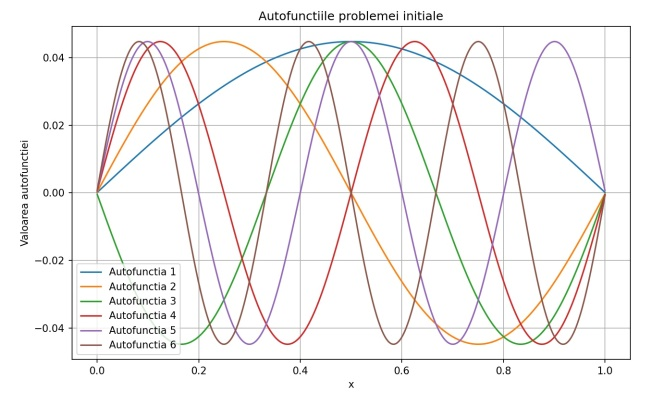 Autofunctiile problemei initiale
Valoarea autofunctiei
0.04
0.02
0.00
−0.02
−0.04
Autofunctia 1
Autofunctia 2
Autofunctia 3
Autofunctia 4
Autofunctia 5
Autofunctia 6
0.0 0.2 0.4 0.6 0.8 1.0
x